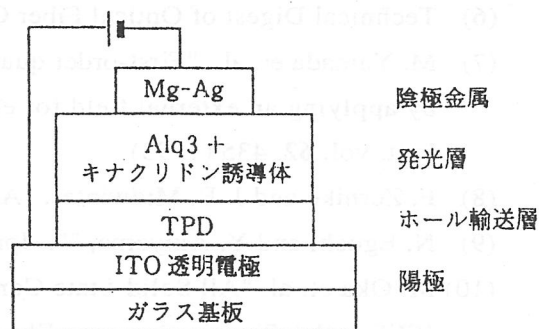 Mg-Ag
陰極金属
Alq3 +
キナクリドン誘導体
発光層
TPD
ホール輸送層
ITO 透明電極
陽極
ガラス基板